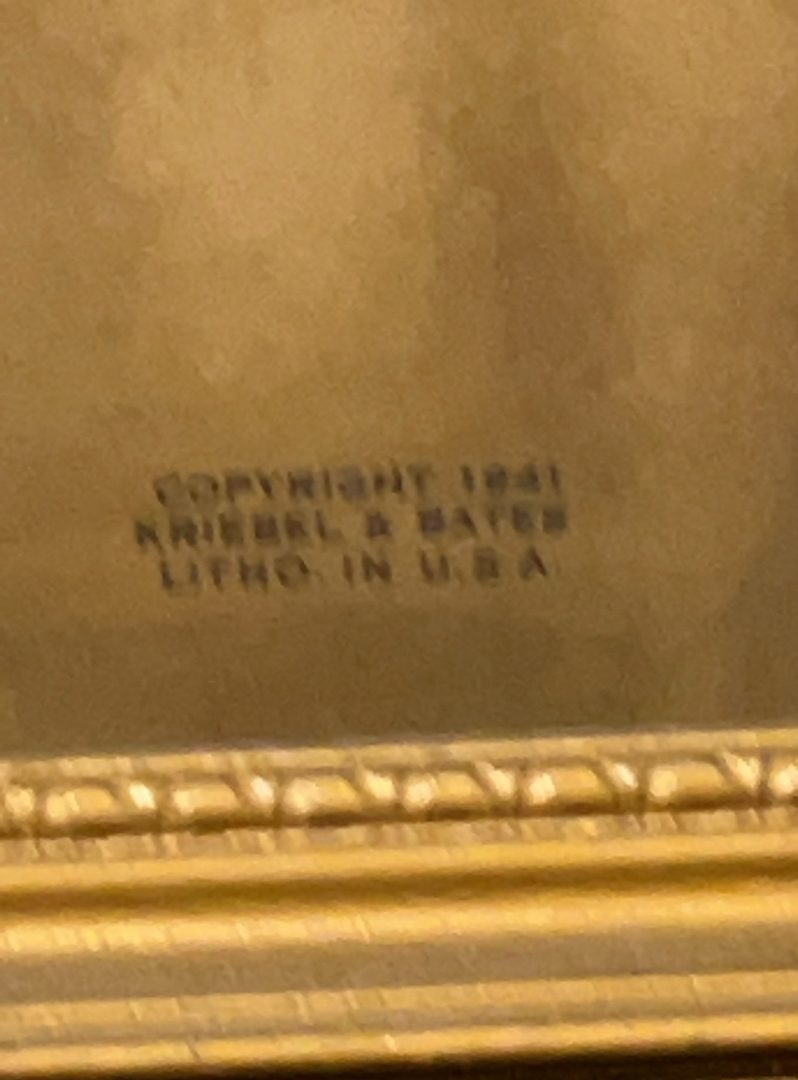 COPYRIGHT 1941
KRIEBEL & BATES
LITHO. IN U.S.A.